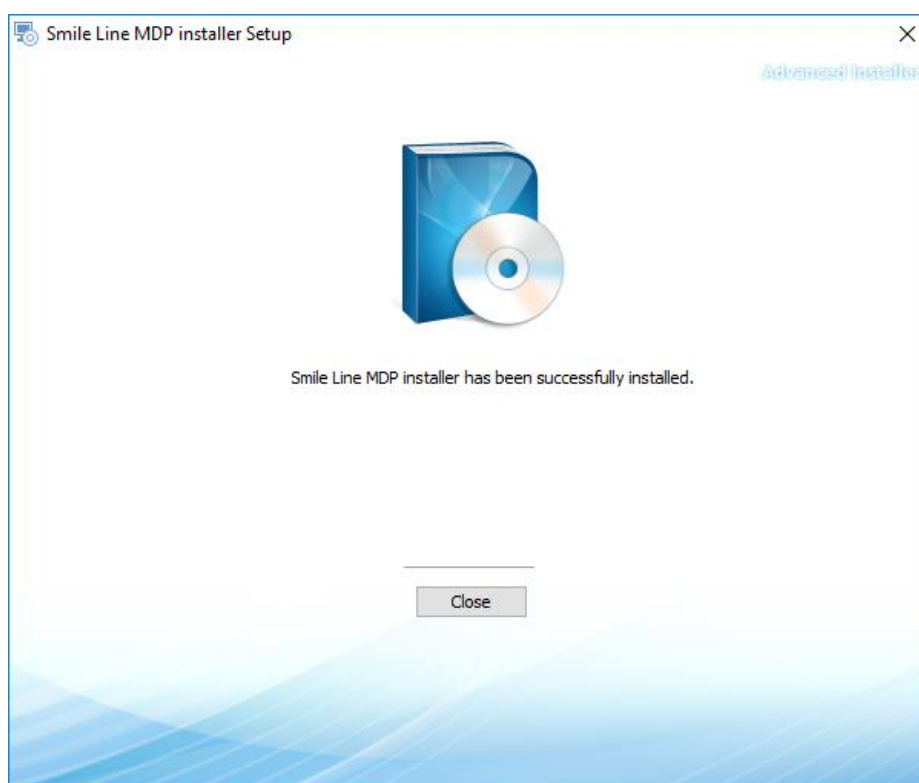 Smile Line MDP installer Setup
Advanced Installer
Smile Line MDP installer has been successfully installed.
Close